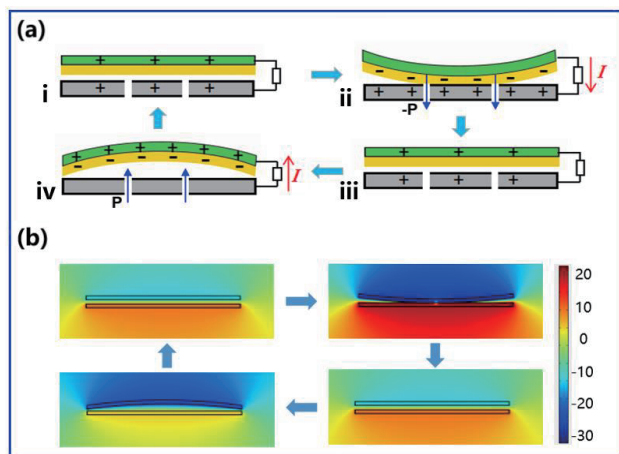 (a)
+ + +
+ + +
i
- - - - - -
+ + + + + +
I
ii
-P
+ + + + + +
- - - - - -
I
iv
P
+ + +
+ + +
iii
(b)
20
10
0
-10
-20
-30